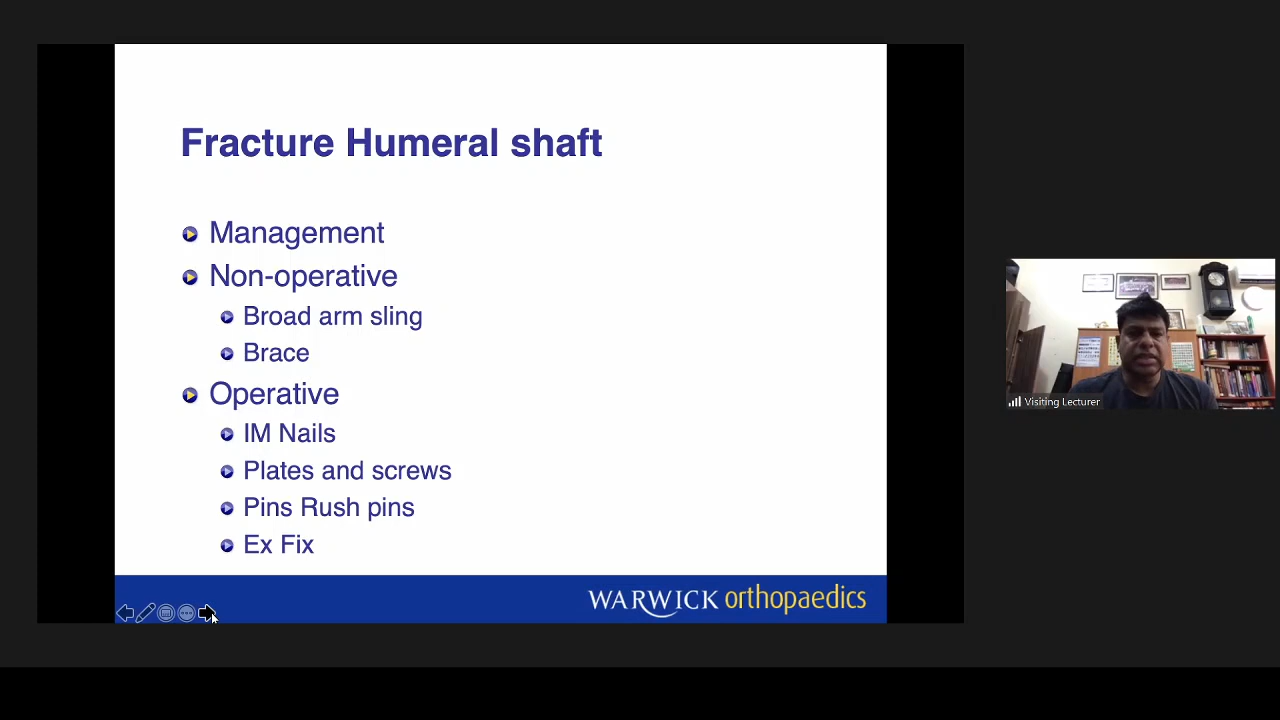 Fracture Humeral shaft
Management
Non-operative
Broad arm sling
Brace
Operative
IM Nails
Plates and screws
Pins Rush pins
Ex Fix
WARWICK orthopaedics
Visiting Lecturer